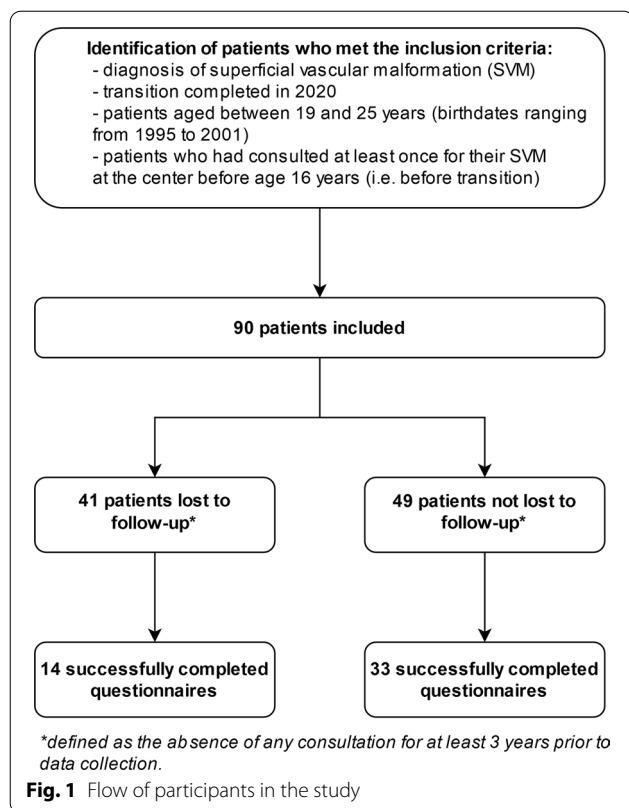 Identification of patients who met the inclusion criteria:
- diagnosis of superficial vascular malformation (SVM)
- transition completed in 2020
- patients aged between 19 and 25 years (birthdates ranging
from 1995 to 2001)
- patients who had consulted at least once for their SVM
at the center before age 16 years (i.e. before transition)
90 patients included
41 patients lost to
follow-up*
49 patients not lost to
follow-up*
14 successfully completed
questionnaires
33 successfully completed
questionnaires
*defined as the absence of any consultation for at least 3 years prior to
data collection.
Fig. 1 Flow of participants in the study